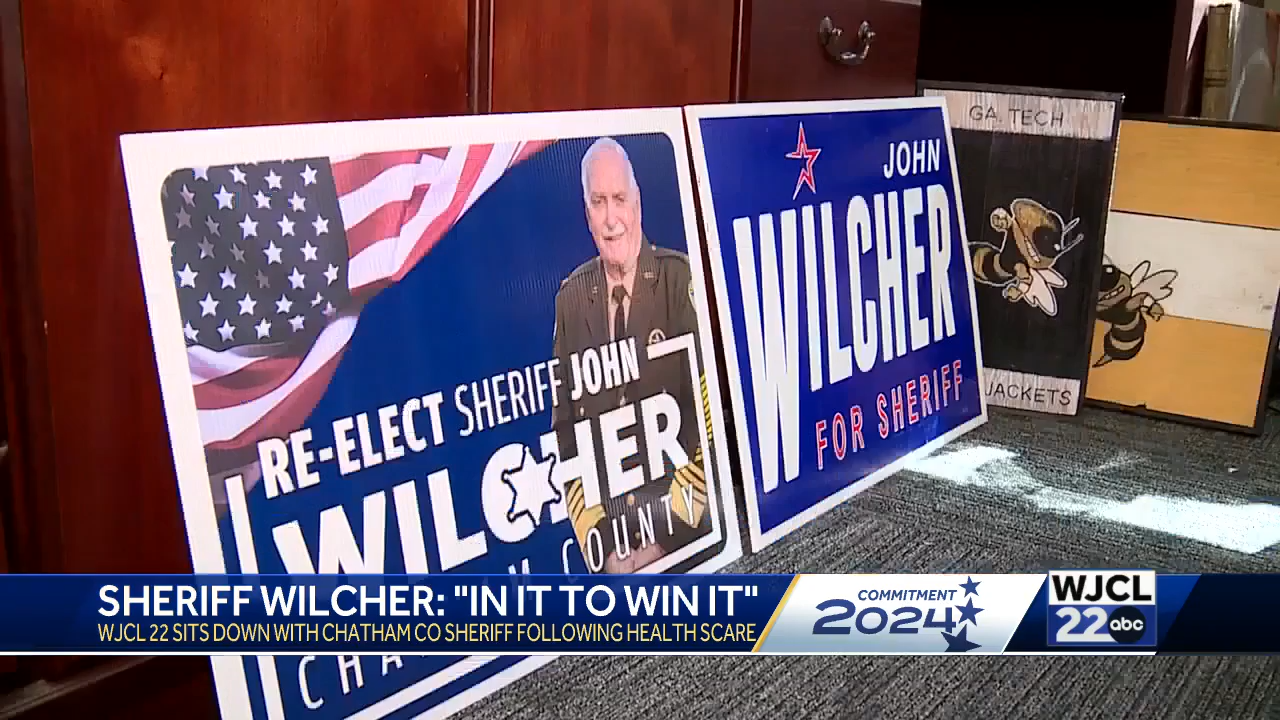 RE-ELECT SHERIFF JOHN
WILCHER
COUNTY
JOHN
WILCHER
FOR SHERIFF
GA. TECH
JACKETS
SHERIFF WILCHER: "IN IT TO WIN IT"
WJCL 22 SITS DOWN WITH CHATHAM CO SHERIFF FOLLOWING HEALTH SCARE
COMMITMENT
2024
WJCL
22 abc